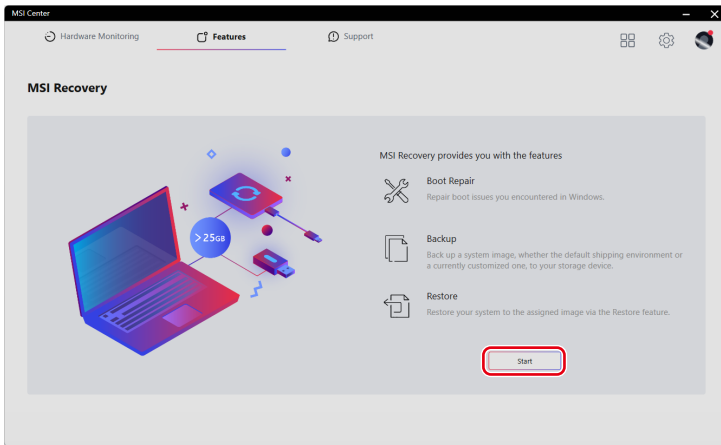 MSI Center
Hardware Monitoring
Features
Support
MSI Recovery
MSI Recovery provides you with the features
Boot Repair
Repair boot issues you encountered in Windows.
>25GB
Backup
Back up a system image, whether the default shipping environment or
a currently customized one, to your storage device.
Restore
Restore your system to the assigned image via the Restore feature.
Start